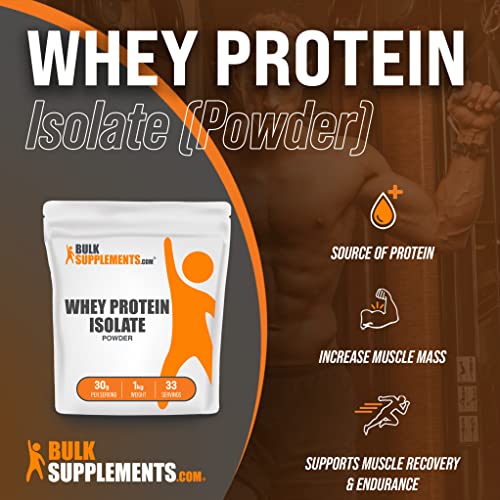 WHEY PROTEIN
Isolate (Powder)
BULK
SUPPLEMENTS.COM®
WHEY PROTEIN
ISOLATE
POWDER
30g
PER SERVING
1kg
WEIGHT
33
SERVINGS
SOURCE OF PROTEIN
INCREASE MUSCLE MASS
SUPPORTS MUSCLE RECOVERY
& ENDURANCE
BULK
SUPPLEMENTS.COM®